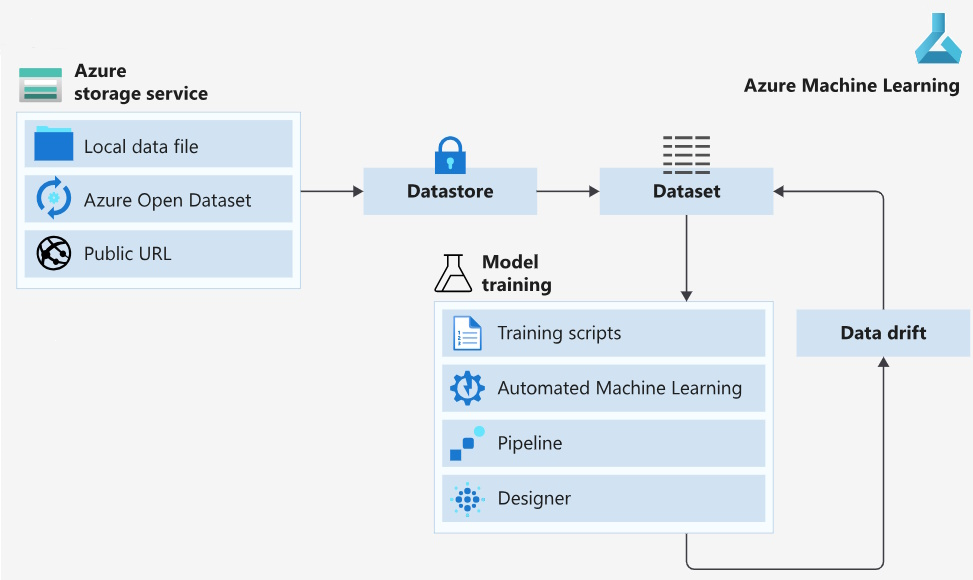 Azure
storage service
Azure Machine Learning
Local data file
Azure Open Dataset
Public URL
Datastore
Dataset
Model
training
Training scripts
Automated Machine Learning
Pipeline
Designer
Data drift